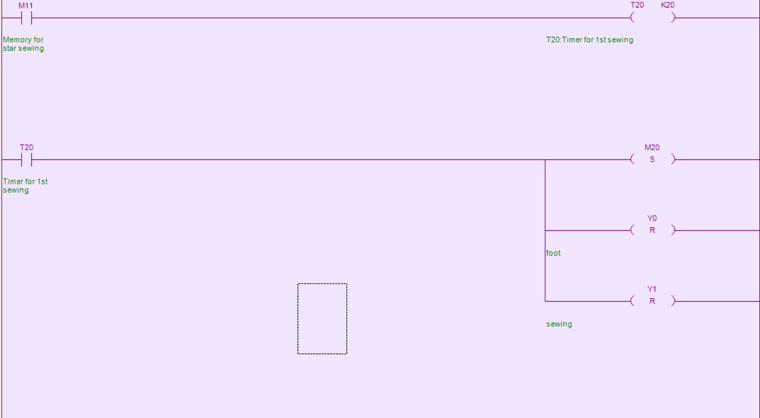 M11
T20 K20
Memory for
star sewing
T20:Timer for 1st sewing
T20
M20
S
Timer for 1st
sewing
Y0
R
foot
Y1
R
sewing